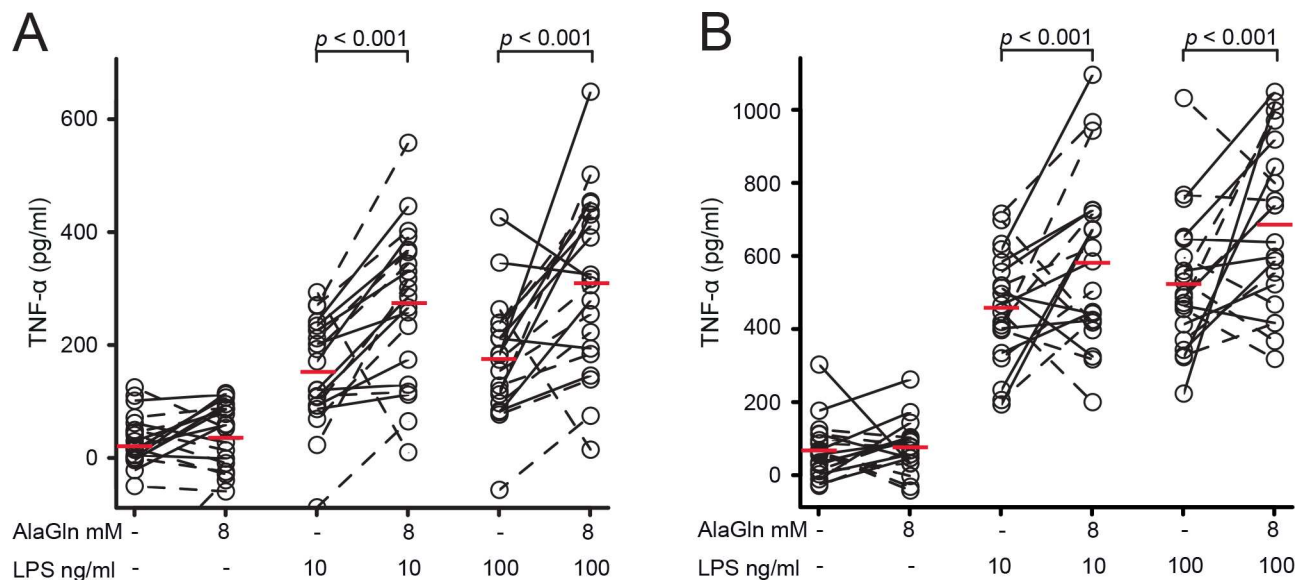 A
p < 0.001
p < 0.001
TNF-α (pg/ml)
600
400
200
0
AlaGln mM - 8 - 8 - 8
LPS ng/ml - - 10 10 100 100
B
p < 0.001
p < 0.001
TNF-α (pg/ml)
1000
800
600
400
200
0
AlaGln mM - 8 - 8 - 8
LPS ng/ml - - 10 10 100 100